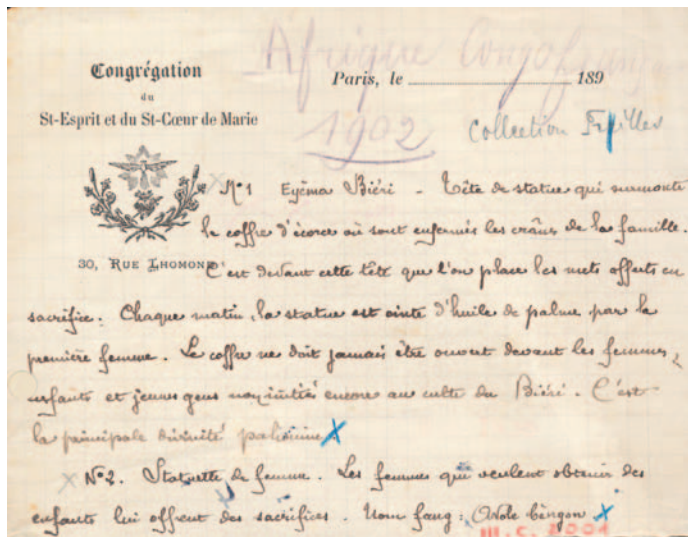 Afrique Congo français
Congrégation
du
St-Esprit et du St-Cœur de Marie
Paris, le 189
1902
Collection
N°1 Eyéma Biéri - Tête de statue qui surmonte
le coffre d'écorce où sont enfermés les crânes de la famille.
30, RUE LHOMOND
C'est devant cette tête que l'on place les mets offerts en
sacrifice. Chaque matin, la statue est ointe d'huile de palme par la
première femme. Le coffre ne doit jamais être ouvert devant les femmes,
enfants et jeunes gens non initiés encore au culte du Biéri. C'est
la principale divinité pahouine
N°2. Statuette de femme. Les femmes qui veulent obtenir des
enfants lui offrent des sacrifices. Nom fang: